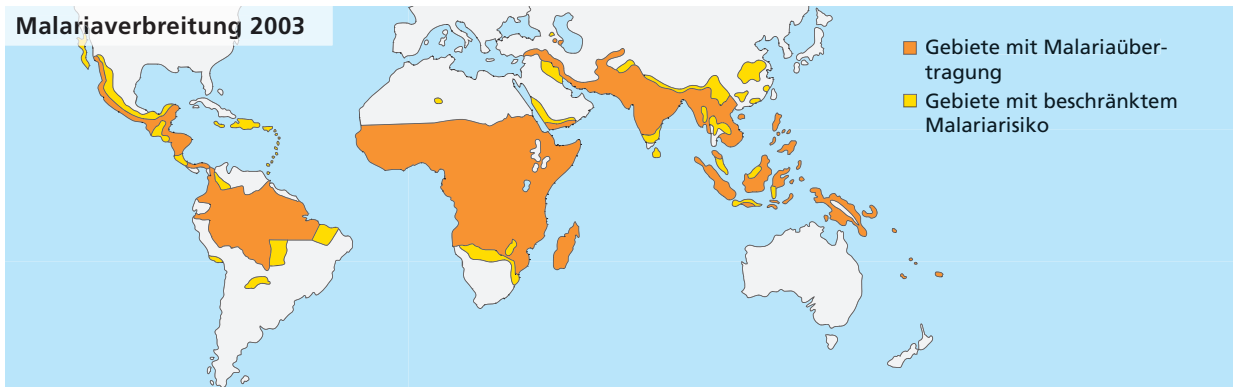 Malariaverbreitung 2003
Gebiete mit Malariaüber-
tragung
Gebiete mit beschränktem
Malariarisiko